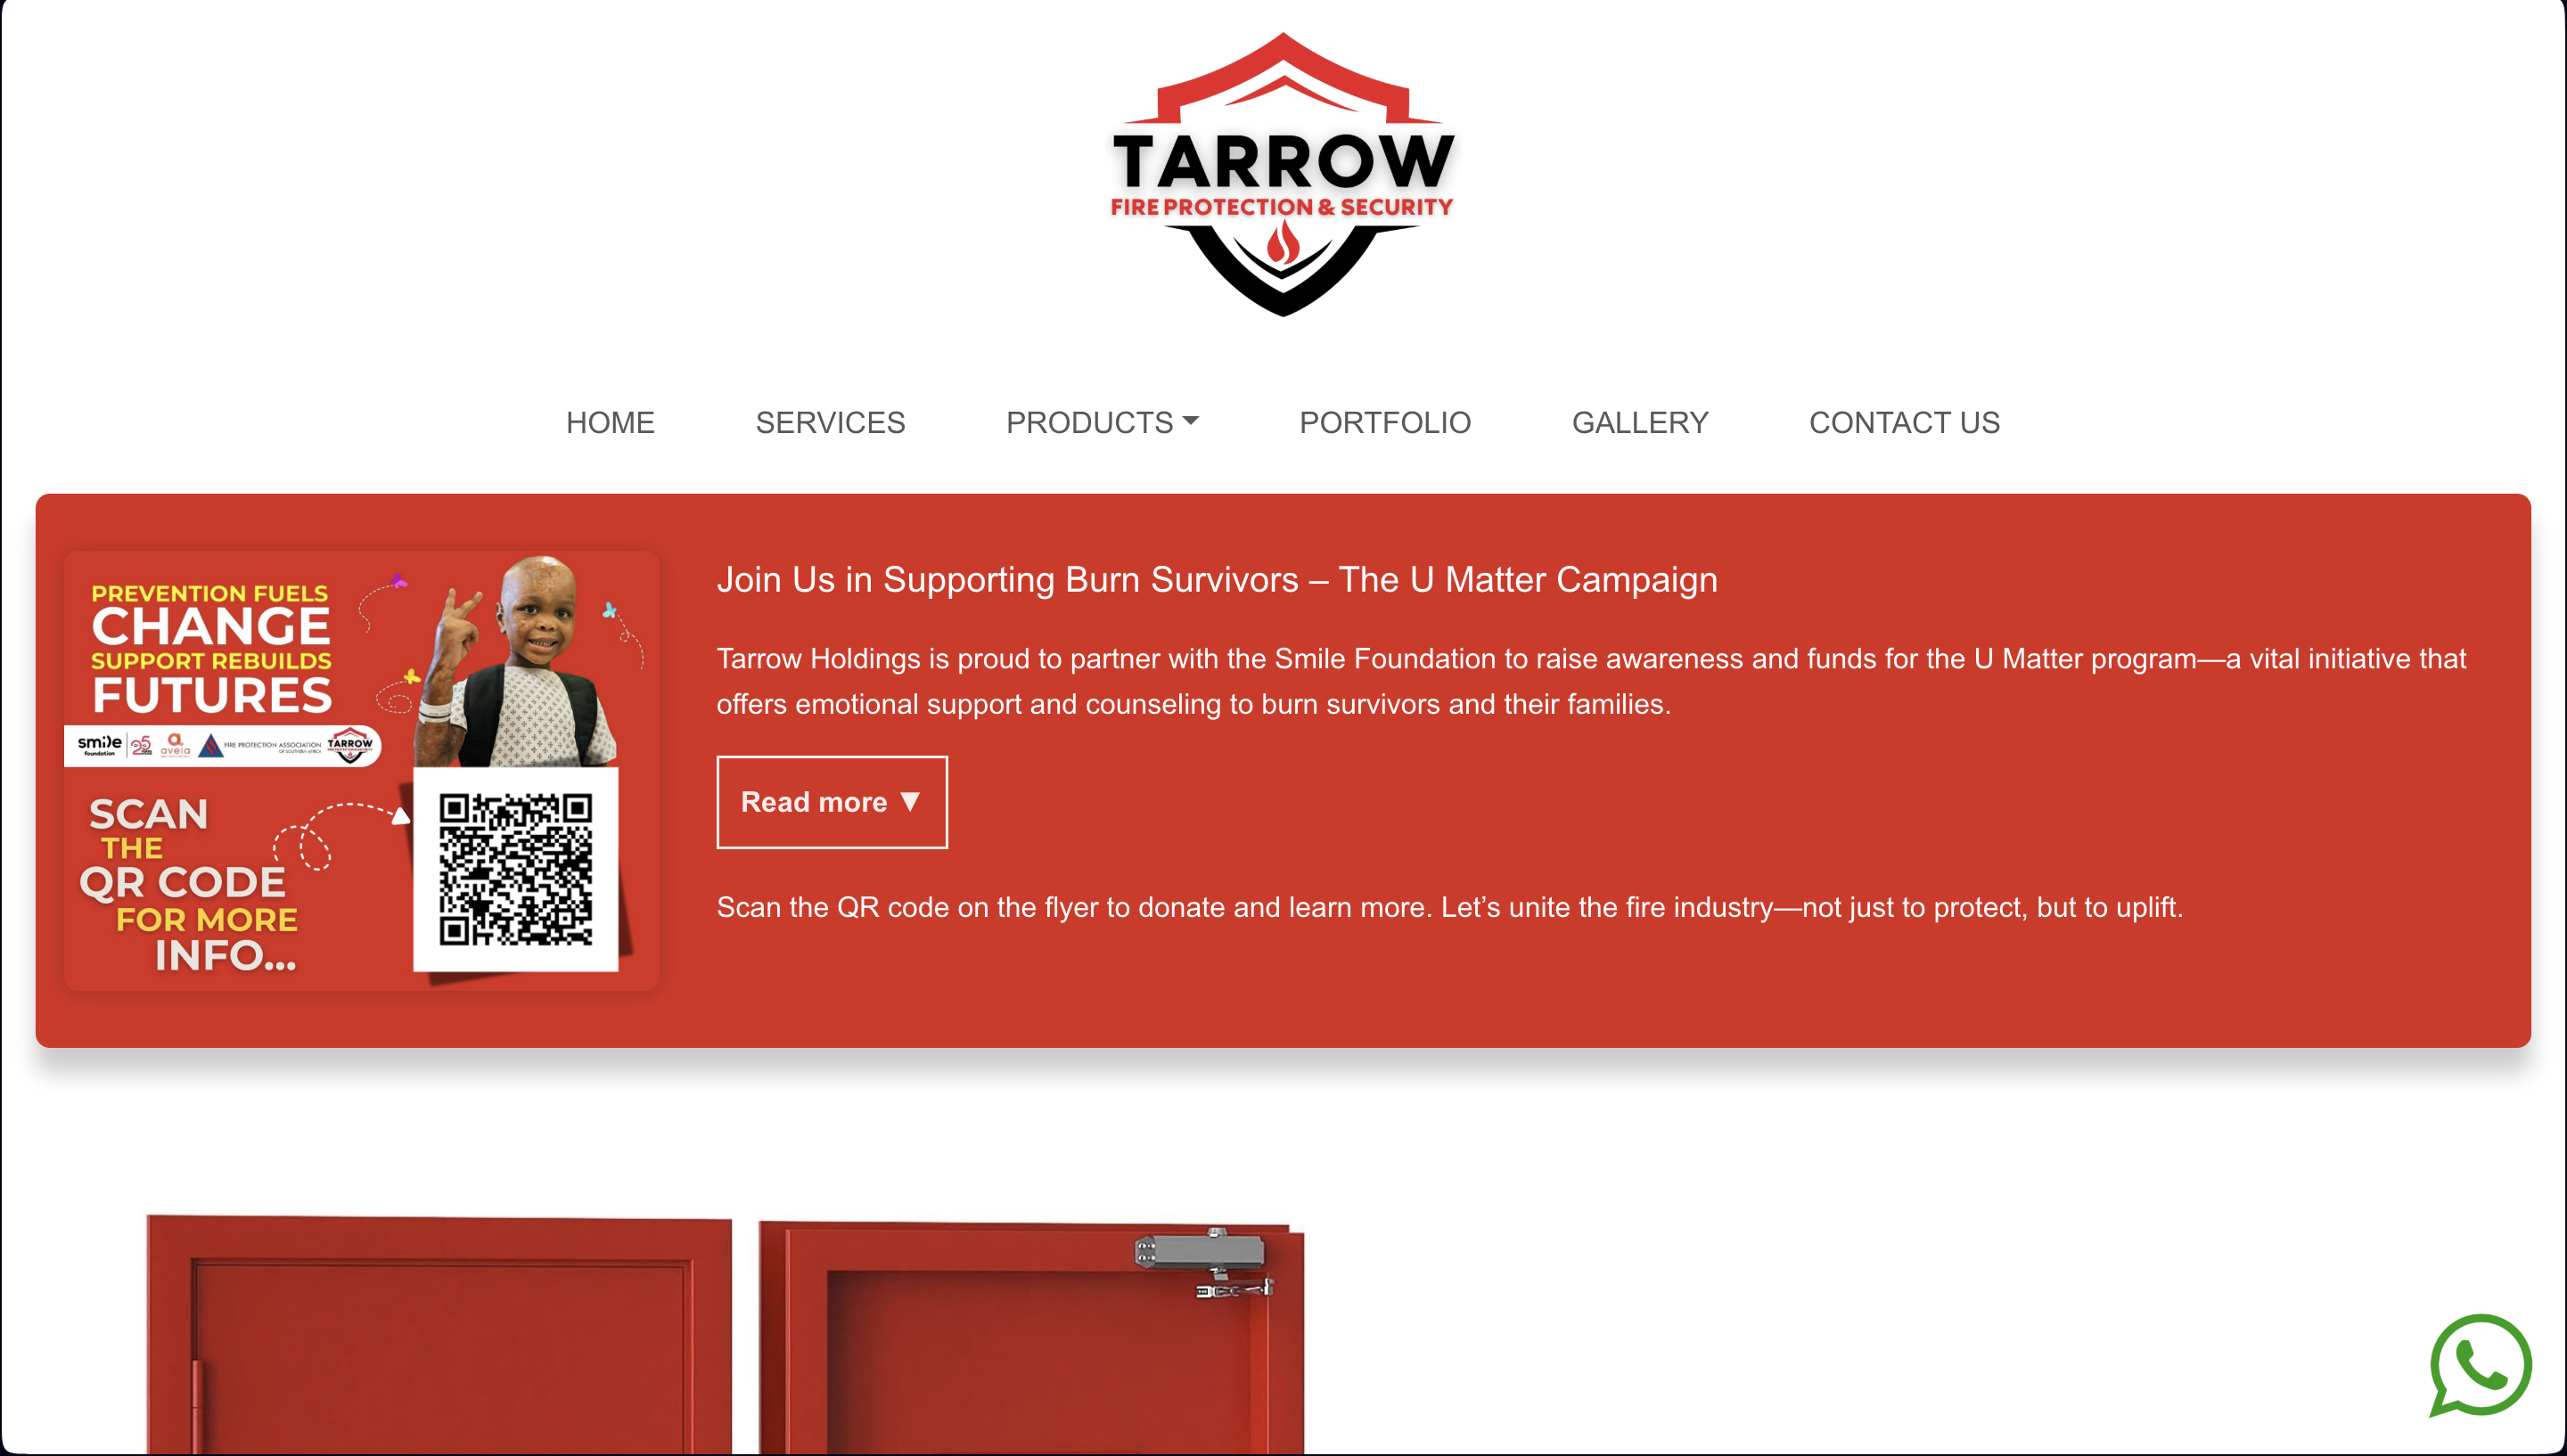 TARROW
FIRE PROTECTION & SECURITY
HOME SERVICES PRODUCTS PORTFOLIO GALLERY CONTACT US
PREVENTION FUELS
CHANGE
SUPPORT REBUILDS
FUTURES
smile foundation 25 avela FIRE PROTECTION ASSOCIATION OF SOUTHERN AFRICA TARROW
SCAN
THE
QR CODE
FOR MORE
INFO...
Join Us in Supporting Burn Survivors – The U Matter Campaign
Tarrow Holdings is proud to partner with the Smile Foundation to raise awareness and funds for the U Matter program—a vital initiative that
offers emotional support and counseling to burn survivors and their families.
Read more ▼
Scan the QR code on the flyer to donate and learn more. Let’s unite the fire industry—not just to protect, but to uplift.